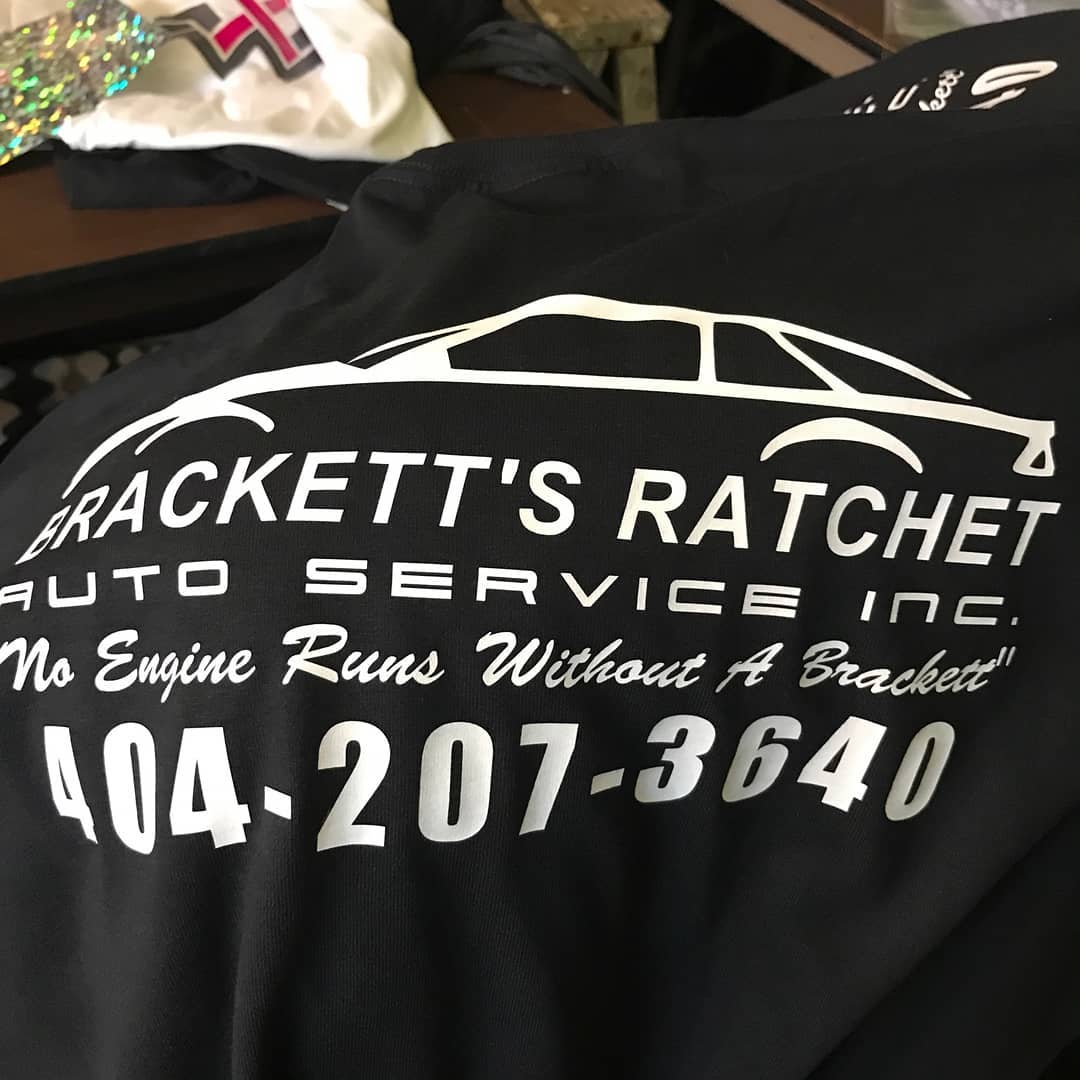 BRACKETT'S RATCHET
AUTO SERVICE INC.
"No Engine Runs Without A Brackett"
404-207-3640